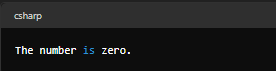 csharp
The number is zero.